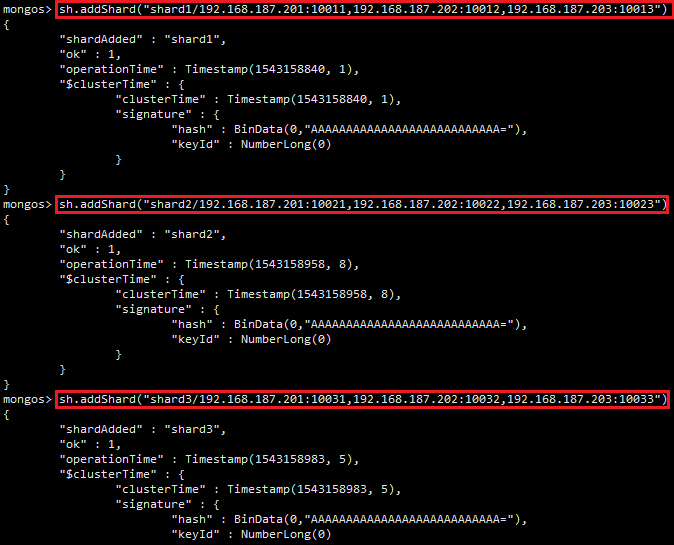 mongos> sh.addShard("shard1/192.168.187.201:10011,192.168.187.202:10012,192.168.187.203:10013")
{
        "shardAdded" : "shard1",
        "ok" : 1,
        "operationTime" : Timestamp(1543158840, 1),
        "$clusterTime" : {
                "clusterTime" : Timestamp(1543158840, 1),
                "signature" : {
                        "hash" : BinData(0,"AAAAAAAAAAAAAAAAAAAAAAAAAAA="),
                        "keyId" : NumberLong(0)
                }
        }
}
mongos> sh.addShard("shard2/192.168.187.201:10021,192.168.187.202:10022,192.168.187.203:10023")
{
        "shardAdded" : "shard2",
        "ok" : 1,
        "operationTime" : Timestamp(1543158958, 8),
        "$clusterTime" : {
                "clusterTime" : Timestamp(1543158958, 8),
                "signature" : {
                        "hash" : BinData(0,"AAAAAAAAAAAAAAAAAAAAAAAAAAA="),
                        "keyId" : NumberLong(0)
                }
        }
}
mongos> sh.addShard("shard3/192.168.187.201:10031,192.168.187.202:10032,192.168.187.203:10033")
{
        "shardAdded" : "shard3",
        "ok" : 1,
        "operationTime" : Timestamp(1543158983, 5),
        "$clusterTime" : {
                "clusterTime" : Timestamp(1543158983, 5),
                "signature" : {
                        "hash" : BinData(0,"AAAAAAAAAAAAAAAAAAAAAAAAAAA="),
                        "keyId" : NumberLong(0)